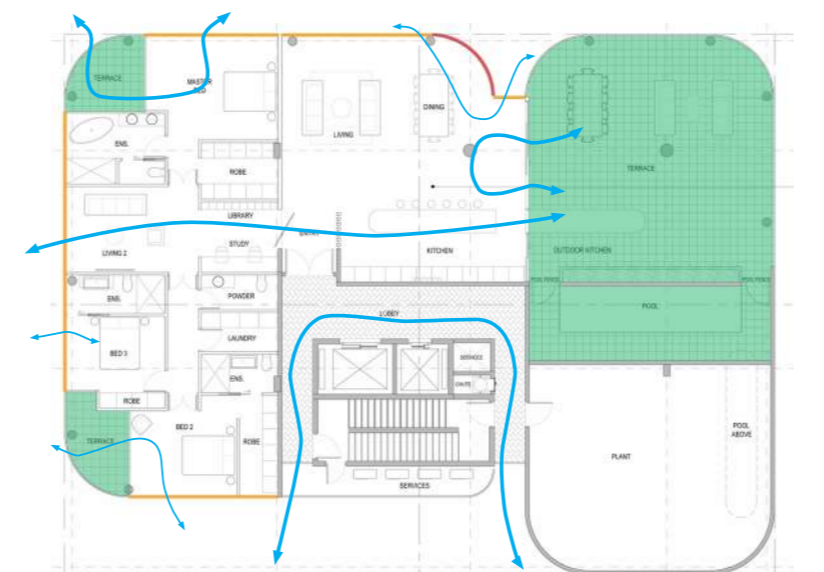 TERRACE
MASTER
BED
ENS.
ROBE
LIVING
DINING
TERRACE
LIBRARY
STUDY
ENTRY
LIVING 2
KITCHEN
OUTDOOR KITCHEN
POOL FENCE
POOL FENCE
ENS.
POWDER
LOBBY
POOL
LAUNDRY
BED 3
SERVICES
CHUTE
ENS.
ROBE
BED 2
TERRACE
ROBE
POOL
ABOVE
PLANT
SERVICES